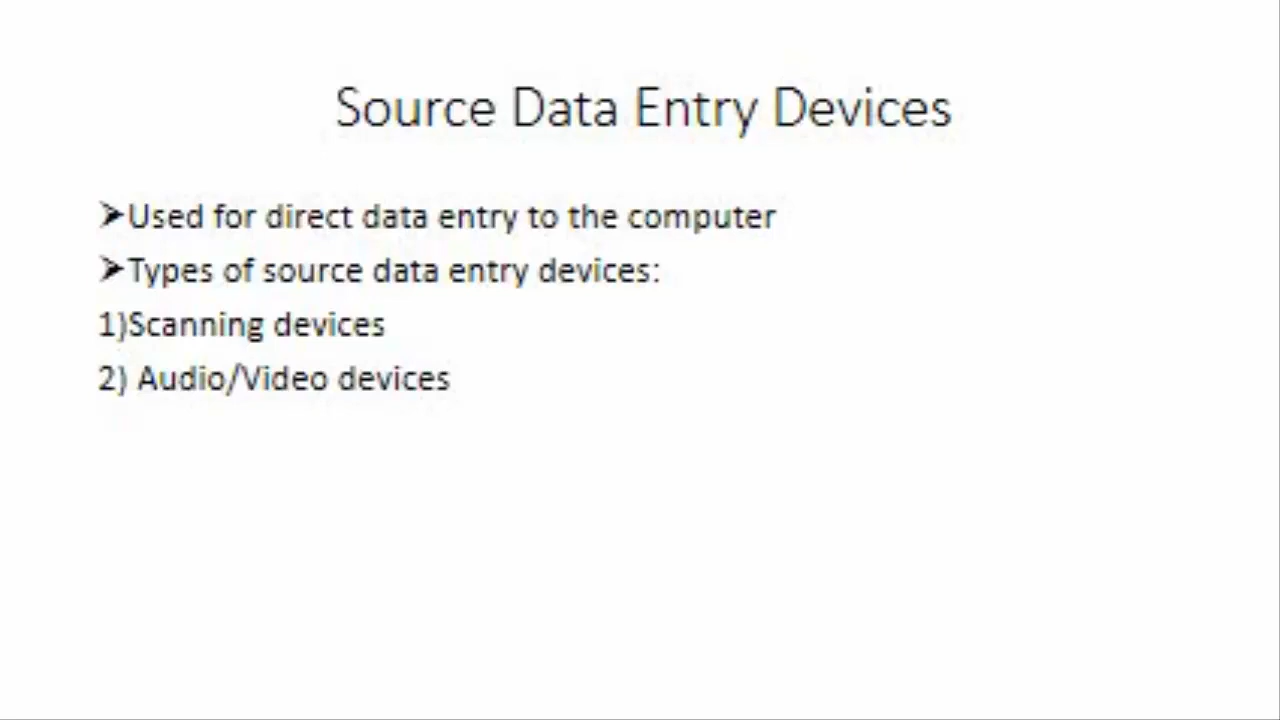 Source Data Entry Devices
➤Used for direct data entry to the computer
➤Types of source data entry devices:
1)Scanning devices
2) Audio/Video devices